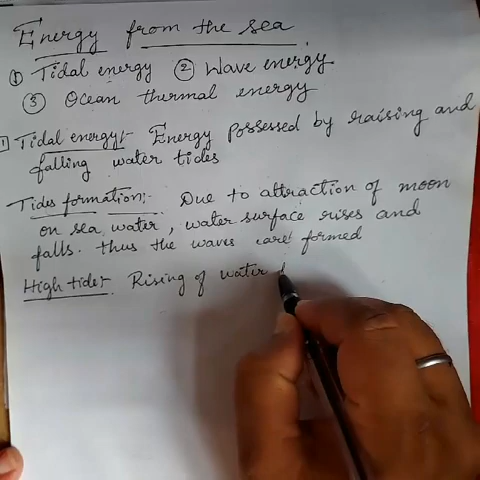 Energy from the sea
① Tidal energy ② Wave energy
③ Ocean thermal energy
1 Tidal energy:- Energy possessed by raising and
falling water tides
Tides formation:- Due to attraction of moon
on sea water, water surface rises and
falls. thus the waves are formed
High tide:- Rising of water